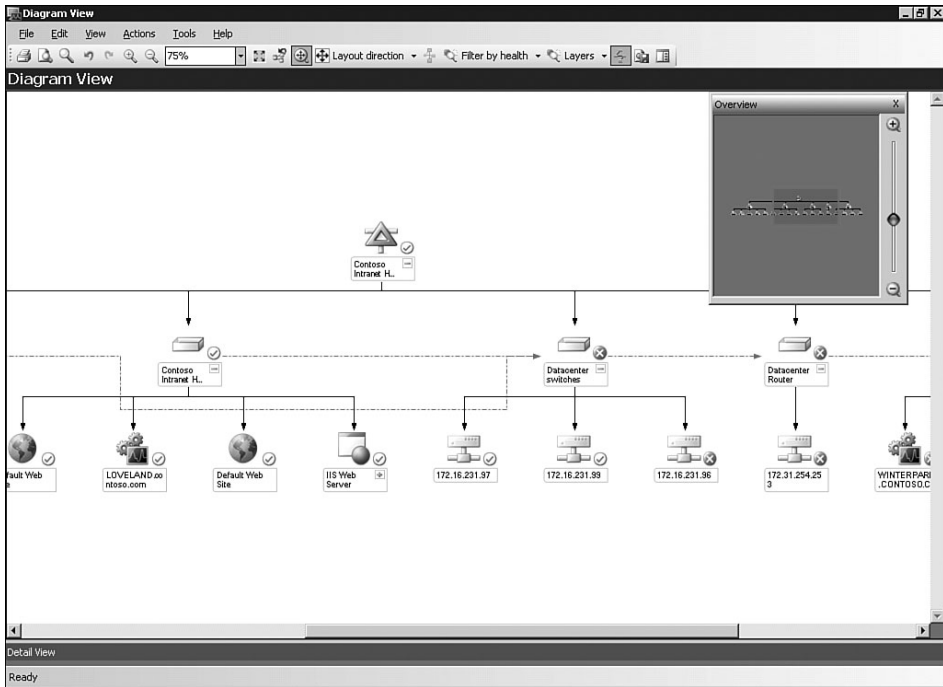 Diagram View
File Edit View Actions Tools Help
75% Layout direction Filter by health Layers
Diagram View
Overview X
Contoso
Intranet H...
Contoso
Intranet H...
Datacenter
switches
Datacenter
Router
fault Web
LOVELAND.co
ntoso.com
Default Web
Site
IIS Web
Server
172.16.231.97
172.16.231.99
172.16.231.96
172.31.254.25
3
WINTERPARK
.CONTOSO.C
Detail View
Ready